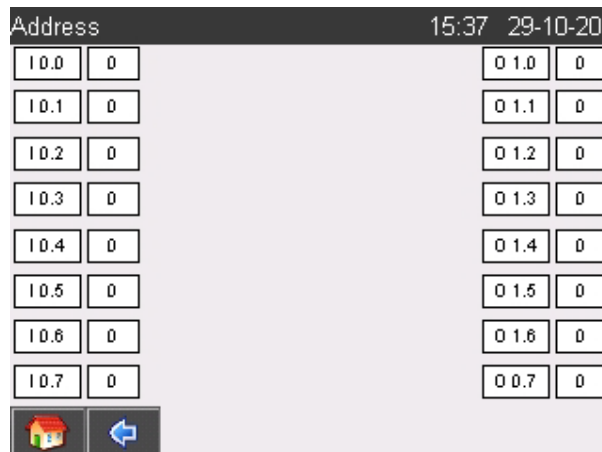 Address 15:37 29-10-20
I 0.0 0 O 1.0 0
I 0.1 0 O 1.1 0
I 0.2 0 O 1.2 0
I 0.3 0 O 1.3 0
I 0.4 0 O 1.4 0
I 0.5 0 O 1.5 0
I 0.6 0 O 1.6 0
I 0.7 0 O 0.7 0